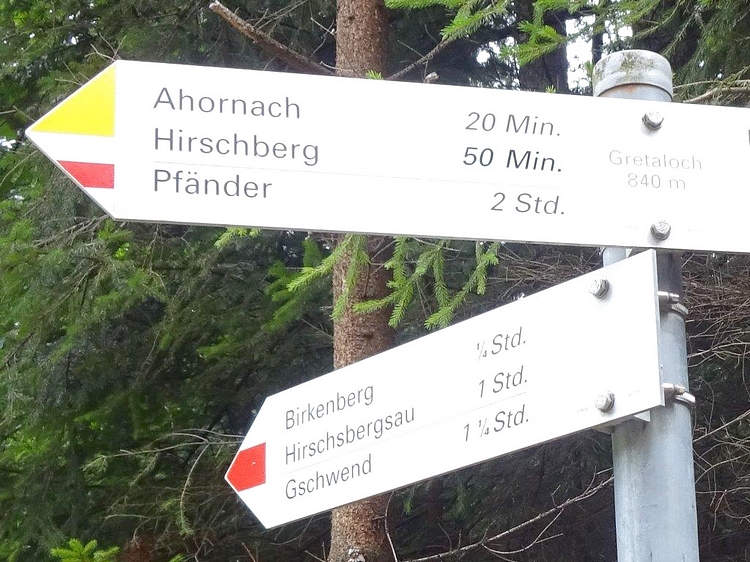 Ahornach 20 Min.
Hirschberg 50 Min.
Pfänder 2 Std.
Gretaloch
840 m
Birkenberg ¼ Std.
Hirschsbergsau 1 Std.
Gschwend 1 ¼ Std.